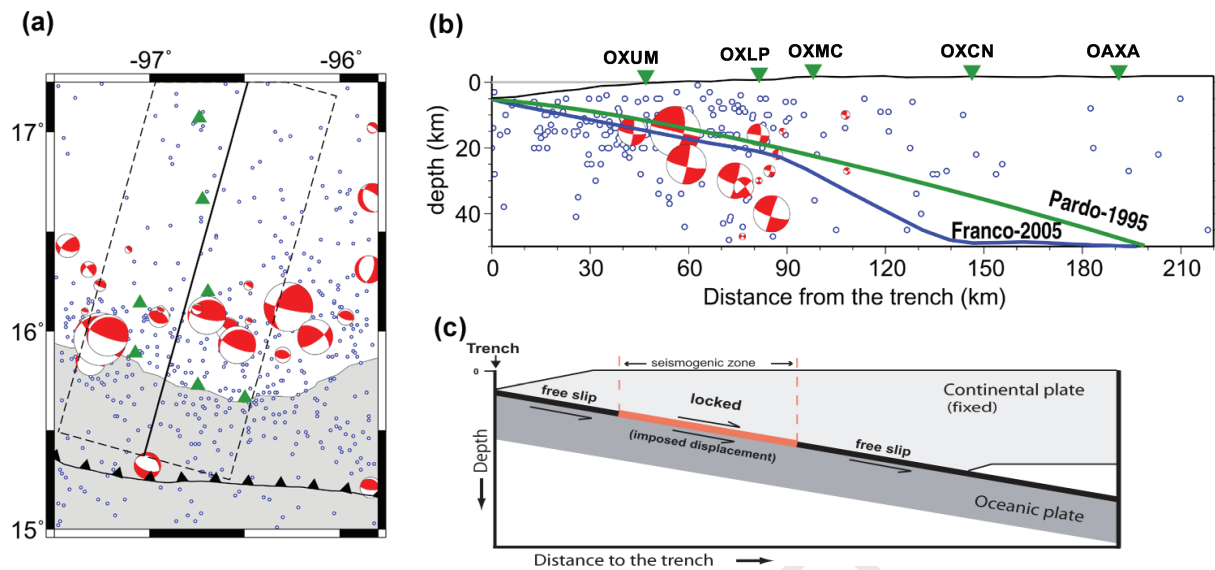 (a)
-97°
-96°
17°
16°
15°
(b)
OXUM
OXLP
OXMC
OXCN
OAXA
0
20
40
depth (km)
Pardo-1995
Franco-2005
0
30
60
90
120
150
180
210
Distance from the trench (km)
(c)
Trench
0
seismogenic zone
free slip
locked
(imposed displacement)
free slip
Continental plate
(fixed)
Oceanic plate
Depth
Distance to the trench